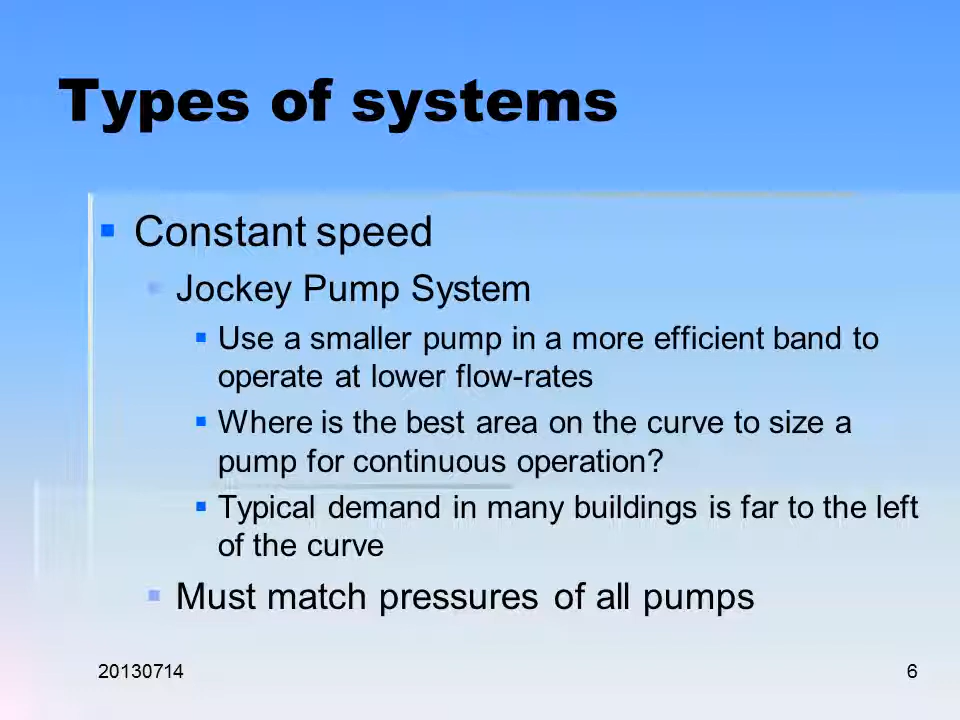 Types of systems
Constant speed
Jockey Pump System
Use a smaller pump in a more efficient band to
operate at lower flow-rates
Where is the best area on the curve to size a
pump for continuous operation?
Typical demand in many buildings is far to the left
of the curve
Must match pressures of all pumps
20130714
6